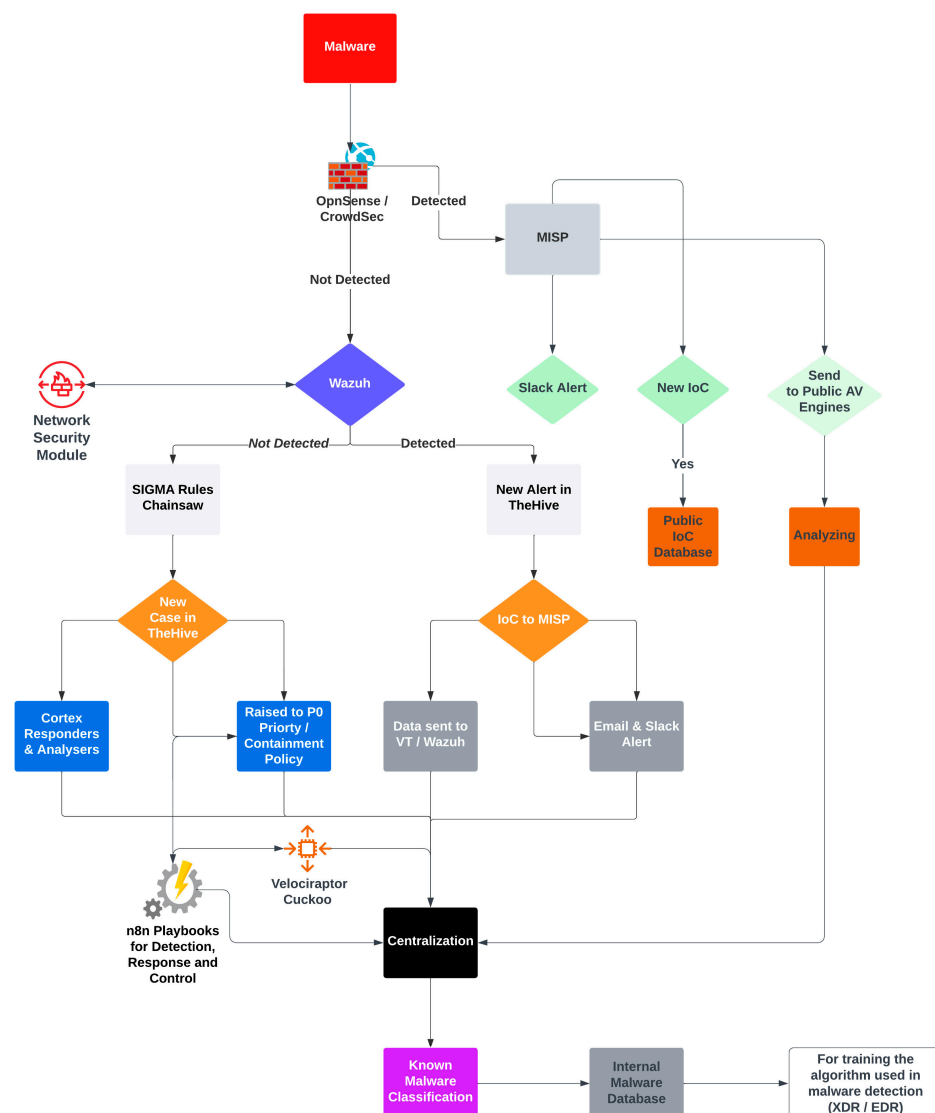 Malware
OpnSense /
CrowdSec
Detected
MISP
Not Detected
Wazuh
Slack Alert
New IoC
Send
to Public AV
Engines
Network
Security
Module
Not Detected
Detected
Yes
SIGMA Rules
Chainsaw
New Alert in
TheHive
Public
IoC
Database
Analyzing
New
Case in
TheHive
IoC to MISP
Cortex
Responders
& Analysers
Raised to P0
Priorty /
Containment
Policy
Data sent to
VT / Wazuh
Email & Slack
Alert
Velociraptor
Cuckoo
n8n Playbooks
for Detection,
Response and
Control
Centralization
Known
Malware
Classification
Internal
Malware
Database
For training the
algorithm used in
malware detection
(XDR / EDR)